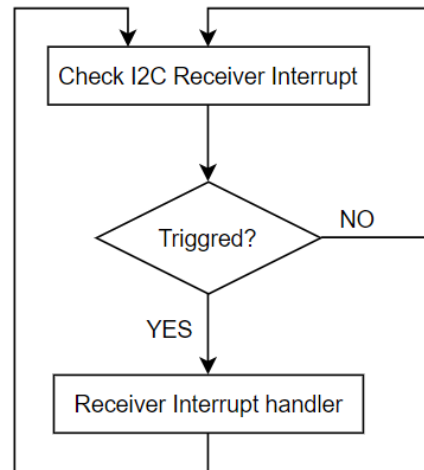 Check I2C Receiver Interrupt
Triggred?
NO
YES
Receiver Interrupt handler